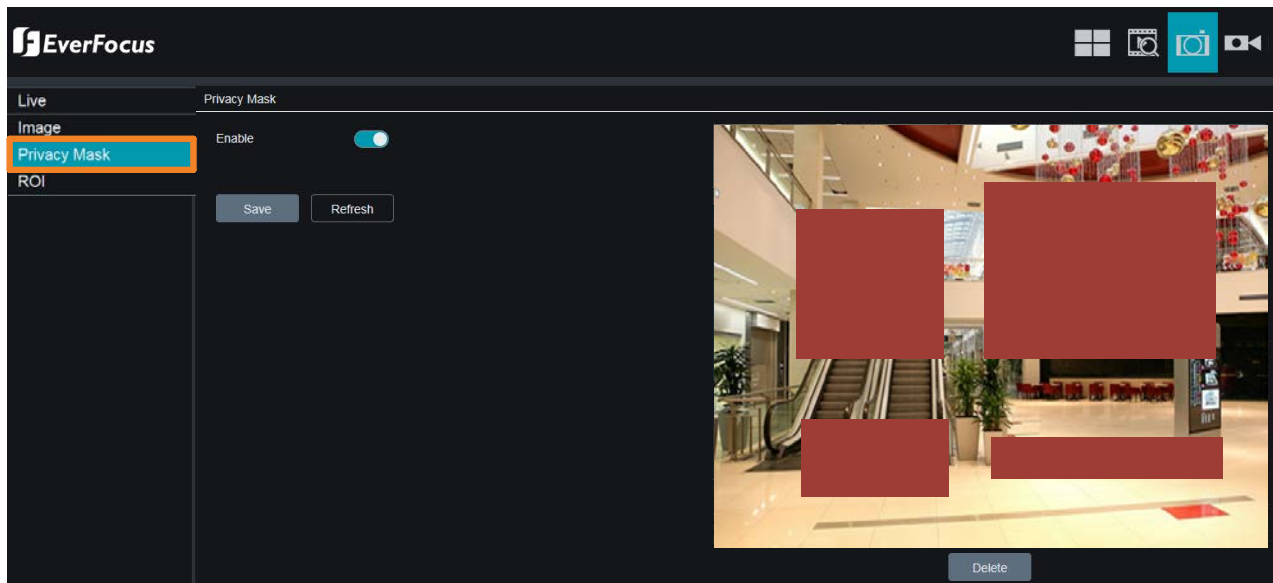 EverFocus
Live
Privacy Mask
Image
Enable
Privacy Mask
ROI
Save
Refresh
Delete